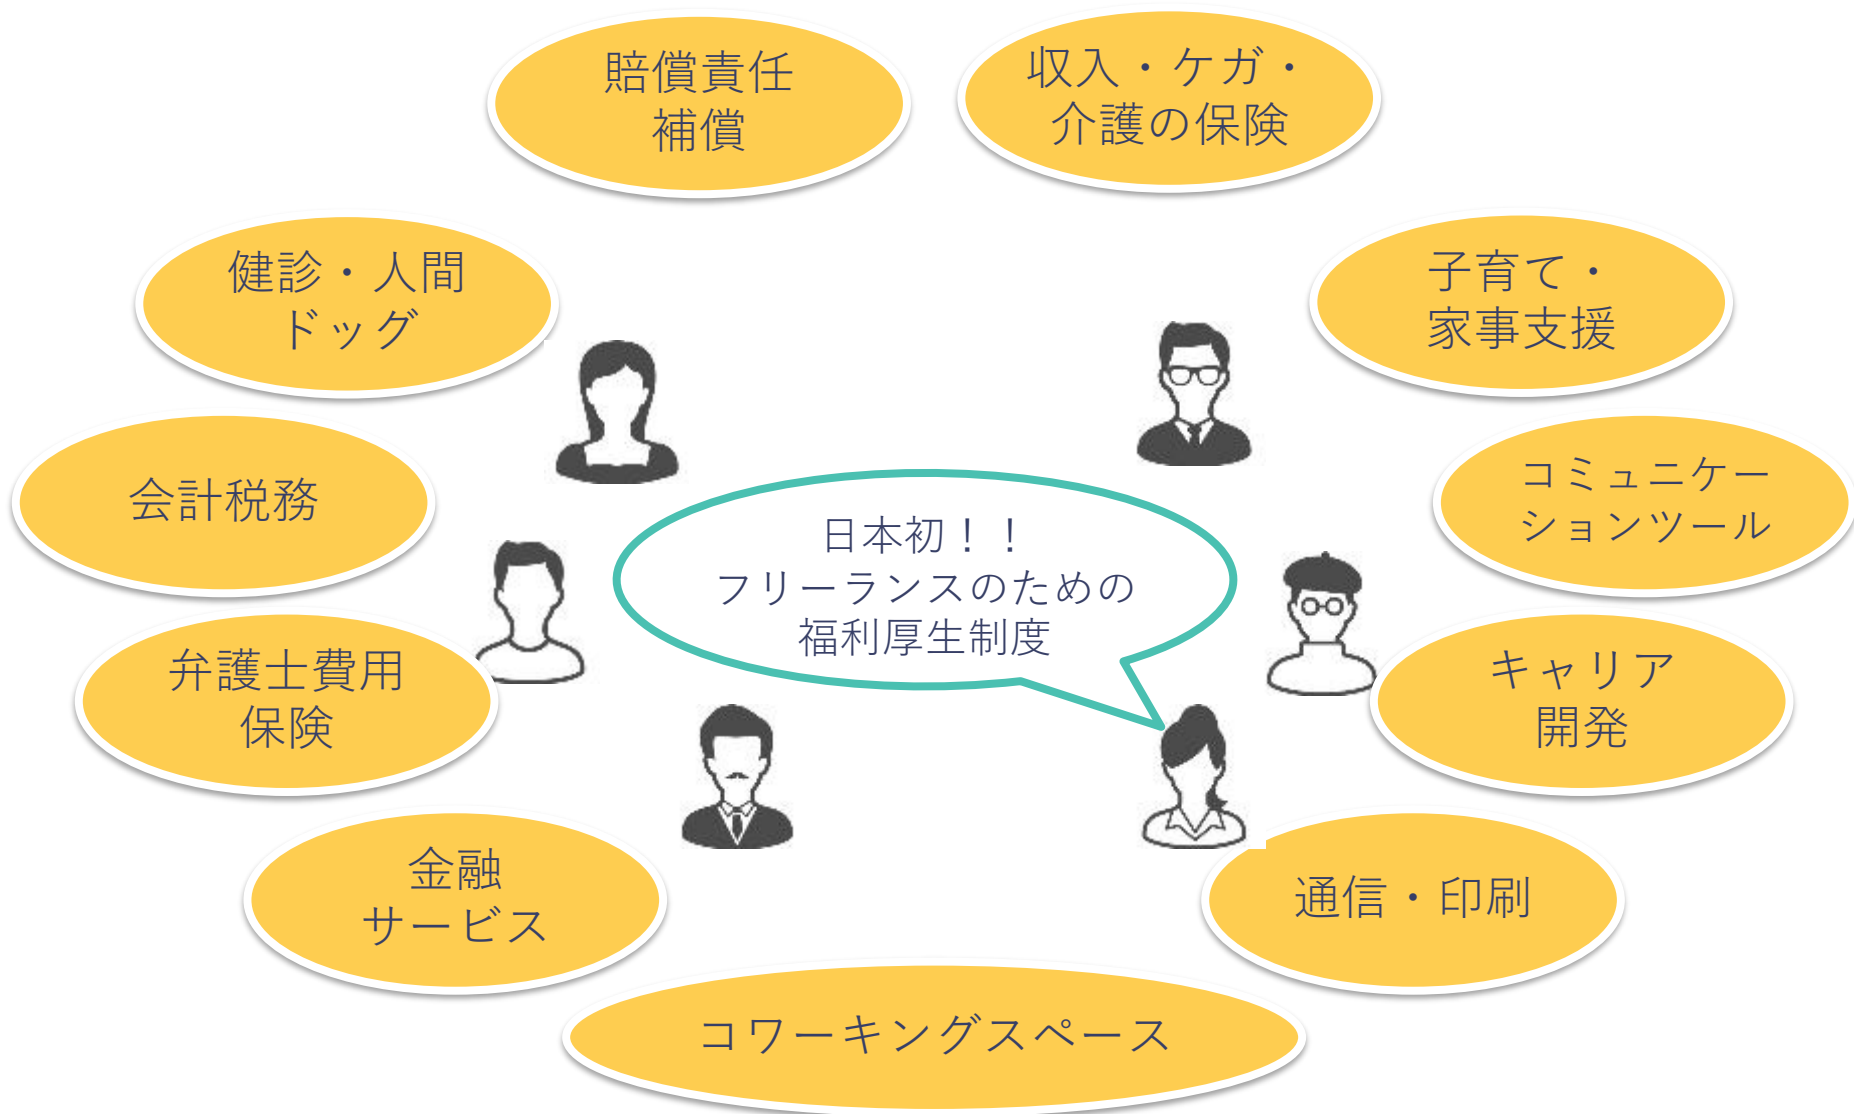 賠償責任
補償
収入・ケガ・
介護の保険
健診・人間
ドッグ
子育て・
家事支援
会計税務
コミュニケー
ションツール
日本初！！
フリーランスのための
福利厚生制度
弁護士費用
保険
キャリア
開発
金融
サービス
通信・印刷
コワーキングスペース